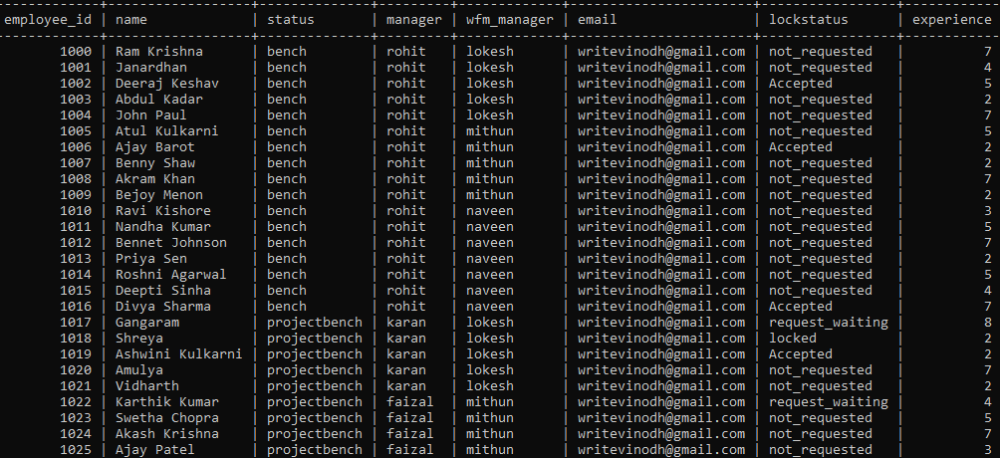 employee_id | name | status | manager | wfm_manager | email | lockstatus | experience
1000 | Ram Krishna | bench | rohit | lokesh | writevinodh@gmail.com | not_requested | 7
1001 | Janardhan | bench | rohit | lokesh | writevinodh@gmail.com | not_requested | 4
1002 | Deeraj Keshav | bench | rohit | lokesh | writevinodh@gmail.com | Accepted | 5
1003 | Abdul Kadar | bench | rohit | lokesh | writevinodh@gmail.com | not_requested | 2
1004 | John Paul | bench | rohit | lokesh | writevinodh@gmail.com | not_requested | 7
1005 | Atul Kulkarni | bench | rohit | mithun | writevinodh@gmail.com | not_requested | 5
1006 | Ajay Barot | bench | rohit | mithun | writevinodh@gmail.com | Accepted | 2
1007 | Benny Shaw | bench | rohit | mithun | writevinodh@gmail.com | not_requested | 2
1008 | Akram Khan | bench | rohit | mithun | writevinodh@gmail.com | not_requested | 7
1009 | Bejoy Menon | bench | rohit | mithun | writevinodh@gmail.com | not_requested | 2
1010 | Ravi Kishore | bench | rohit | naveen | writevinodh@gmail.com | not_requested | 3
1011 | Nandha Kumar | bench | rohit | naveen | writevinodh@gmail.com | not_requested | 5
1012 | Bennet Johnson | bench | rohit | naveen | writevinodh@gmail.com | not_requested | 7
1013 | Priya Sen | bench | rohit | naveen | writevinodh@gmail.com | not_requested | 2
1014 | Roshni Agarwal | bench | rohit | naveen | writevinodh@gmail.com | not_requested | 5
1015 | Deepti Sinha | bench | rohit | naveen | writevinodh@gmail.com | not_requested | 4
1016 | Divya Sharma | bench | rohit | naveen | writevinodh@gmail.com | Accepted | 7
1017 | Gangaram | projectbench | karan | lokesh | writevinodh@gmail.com | request_waiting | 8
1018 | Shreya | projectbench | karan | lokesh | writevinodh@gmail.com | locked | 2
1019 | Ashwini Kulkarni | projectbench | karan | lokesh | writevinodh@gmail.com | Accepted | 2
1020 | Amulya | projectbench | karan | lokesh | writevinodh@gmail.com | not_requested | 7
1021 | Vidharth | projectbench | karan | lokesh | writevinodh@gmail.com | not_requested | 2
1022 | Karthik Kumar | projectbench | faizal | mithun | writevinodh@gmail.com | request_waiting | 4
1023 | Swetha Chopra | projectbench | faizal | mithun | writevinodh@gmail.com | not_requested | 5
1024 | Akash Krishna | projectbench | faizal | mithun | writevinodh@gmail.com | not_requested | 7
1025 | Ajay Patel | projectbench | faizal | mithun | writevinodh@gmail.com | not_requested | 3